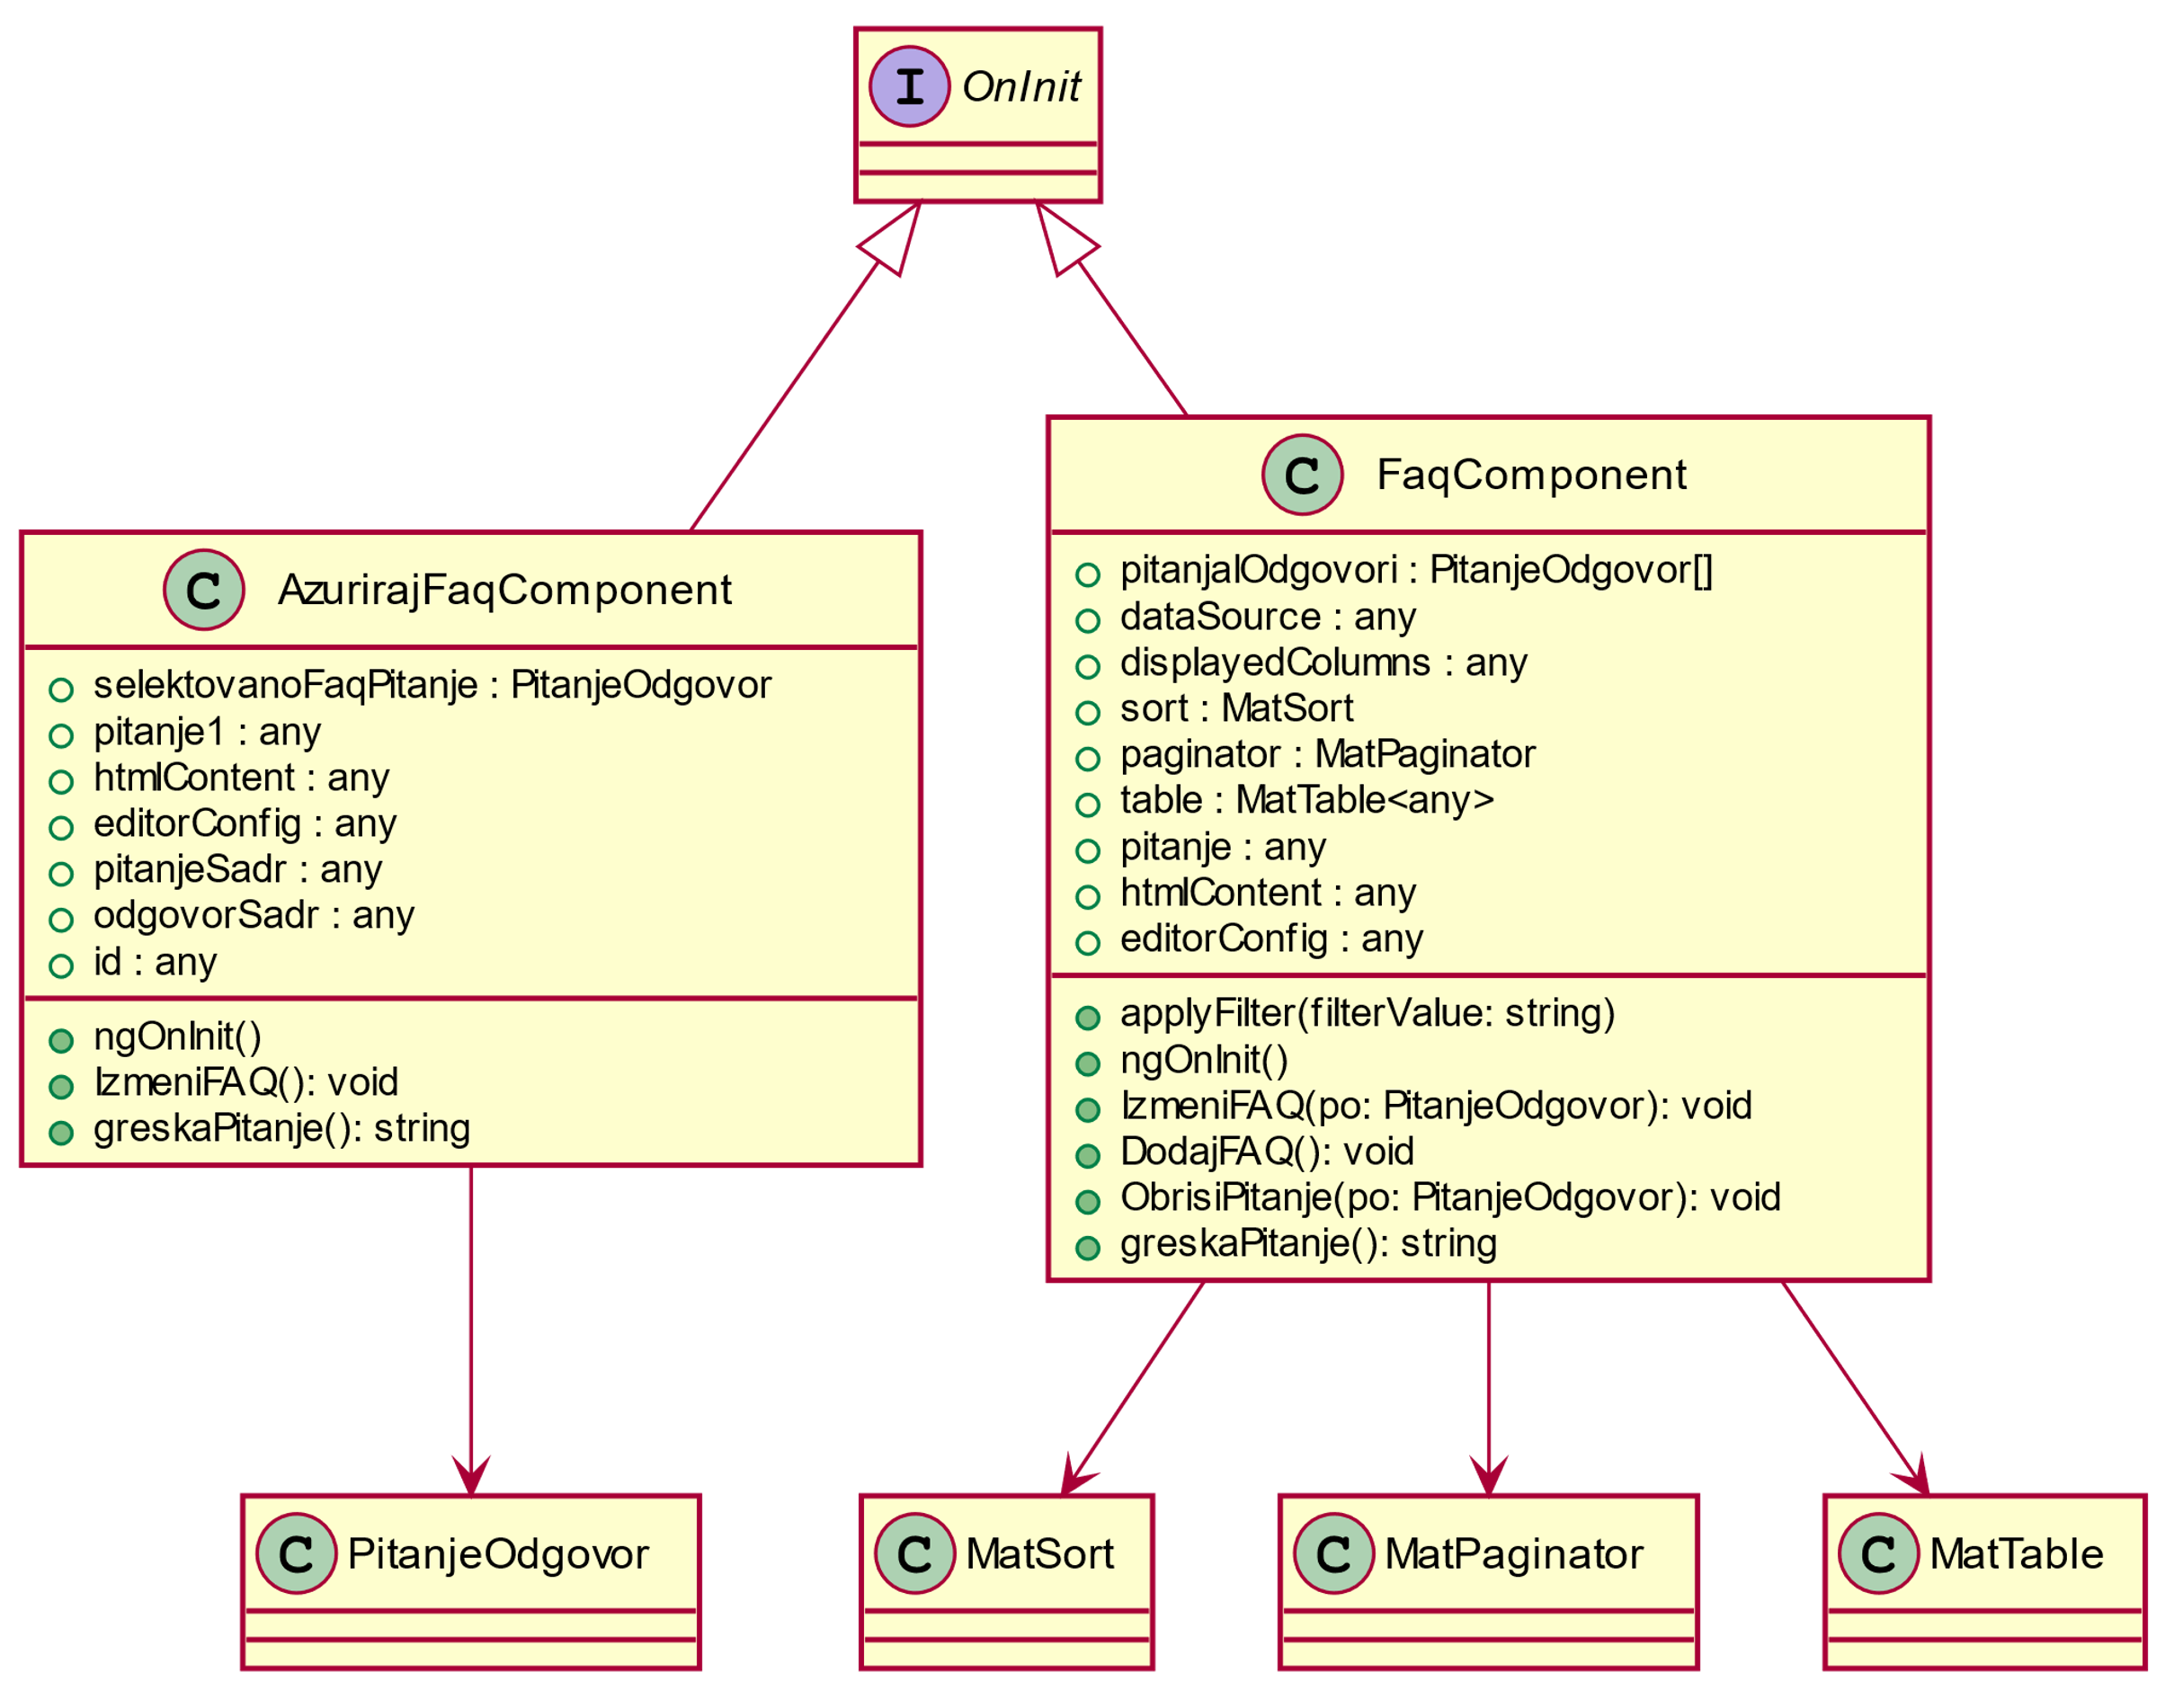 I OnInit
C AzurirajFaqComponent
selektovanoFaqPitanje : PitanjeOdgovor
pitanje1 : any
htmlContent : any
editorConfig : any
pitanjeSadr : any
odgovorSadr : any
id : any
ngOnInit()
IzmeniFAQ(): void
greskaPitanje(): string
C FaqComponent
pitanjaIOdgovori : PitanjeOdgovor[]
dataSource : any
displayedColumns : any
sort : MatSort
paginator : MatPaginator
table : MatTable<any>
pitanje : any
htmlContent : any
editorConfig : any
applyFilter(filterValue: string)
ngOnInit()
IzmeniFAQ(po: PitanjeOdgovor): void
DodajFAQ(): void
ObrisiPitanje(po: PitanjeOdgovor): void
greskaPitanje(): string
C PitanjeOdgovor
C MatSort
C MatPaginator
C MatTable